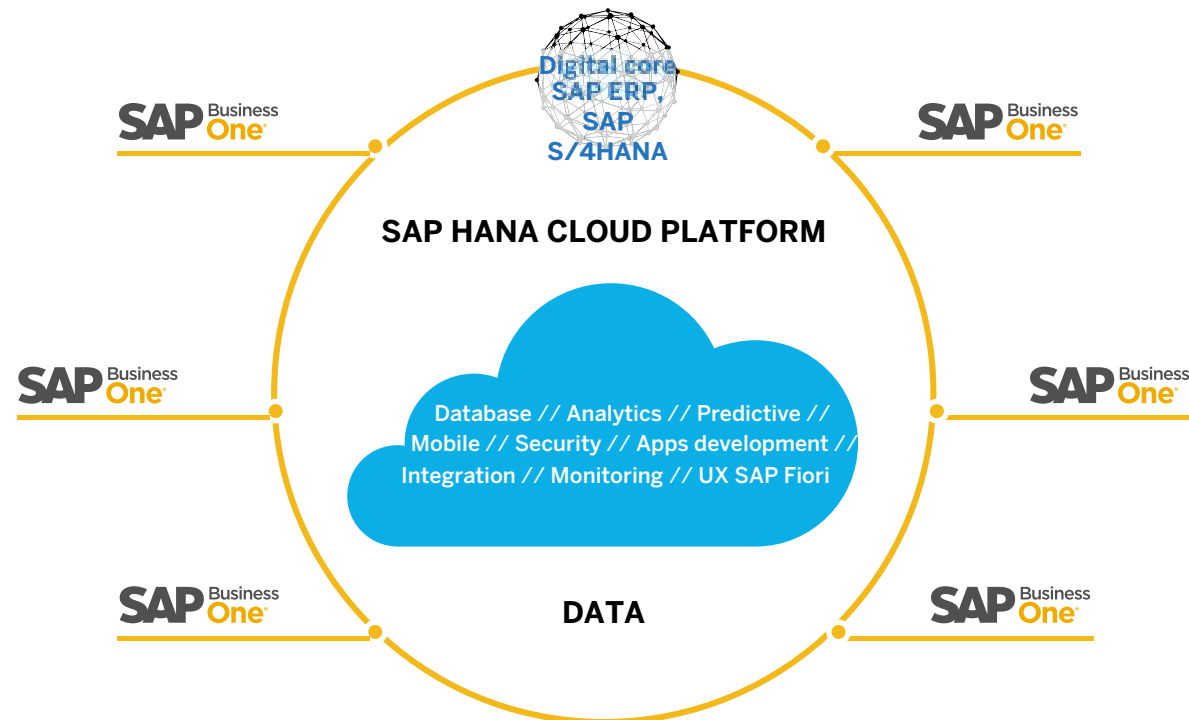 Digital core
SAP ERP,
SAP
S/4HANA
SAP Business One
SAP Business One
SAP HANA CLOUD PLATFORM
SAP Business One
SAP Business One
Database // Analytics // Predictive //
Mobile // Security // Apps development //
Integration // Monitoring // UX SAP Fiori
SAP Business One
SAP Business One
DATA